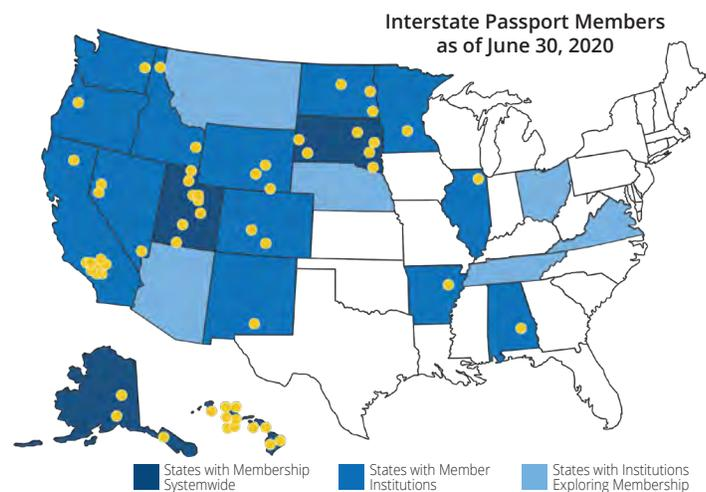 Interstate Passport Members
as of June 30, 2020
States with Membership
Systemwide
States with Member
Institutions
States with Institutions
Exploring Membership